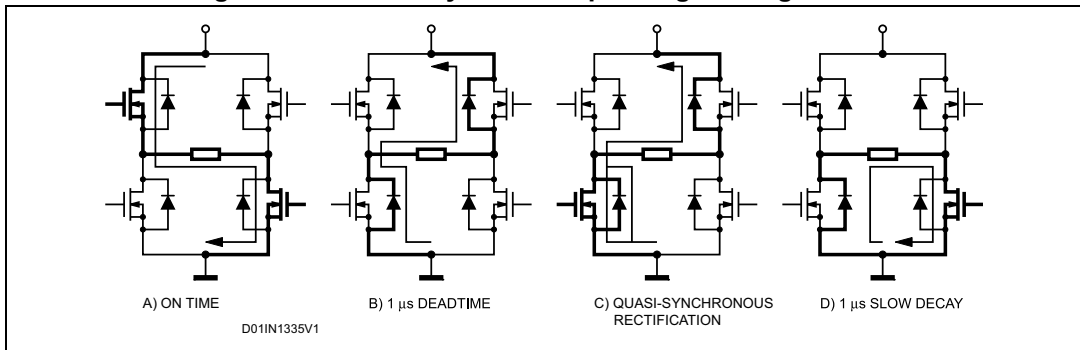 A) ON TIME
B) 1 μs DEADTIME
C) QUASI-SYNCHRONOUS
RECTIFICATION
D) 1 μs SLOW DECAY
D01IN1335V1